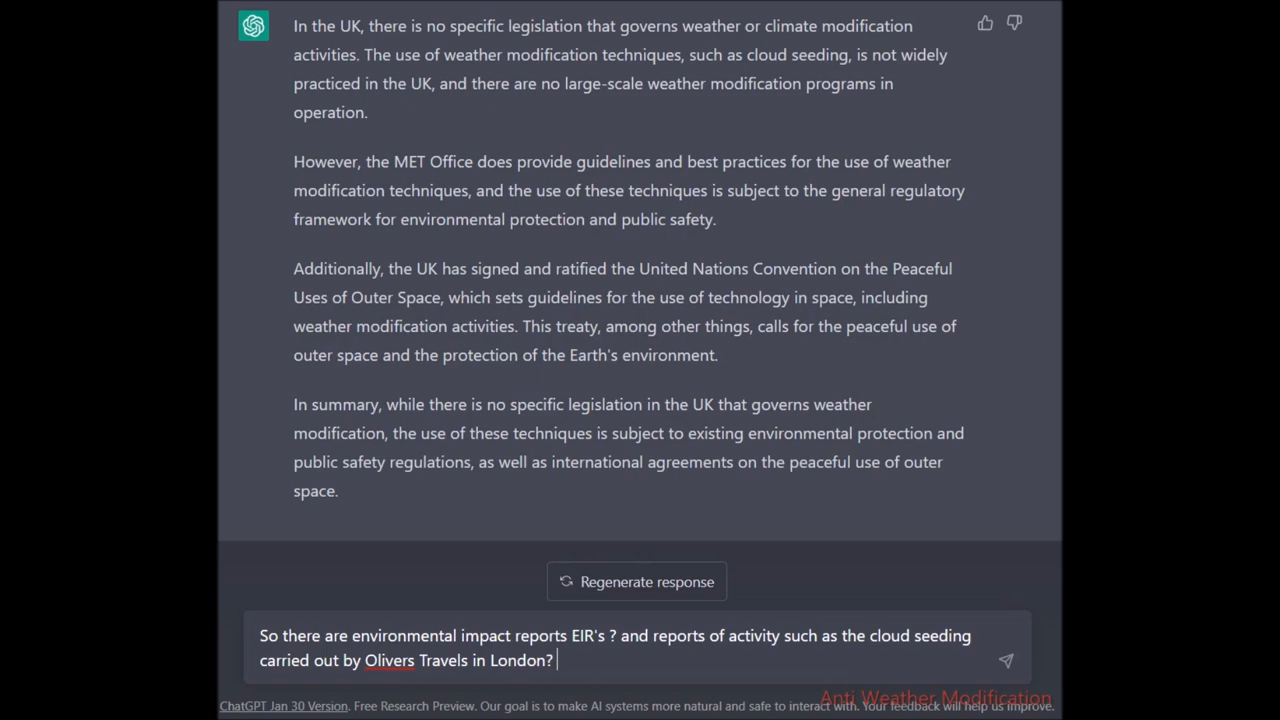 In the UK, there is no specific legislation that governs weather or climate modification
activities. The use of weather modification techniques, such as cloud seeding, is not widely
practiced in the UK, and there are no large-scale weather modification programs in
operation.
However, the MET Office does provide guidelines and best practices for the use of weather
modification techniques, and the use of these techniques is subject to the general regulatory
framework for environmental protection and public safety.
Additionally, the UK has signed and ratified the United Nations Convention on the Peaceful
Uses of Outer Space, which sets guidelines for the use of technology in space, including
weather modification activities. This treaty, among other things, calls for the peaceful use of
outer space and the protection of the Earth's environment.
In summary, while there is no specific legislation in the UK that governs weather
modification, the use of these techniques is subject to existing environmental protection and
public safety regulations, as well as international agreements on the peaceful use of outer
space.
Regenerate response
So there are environmental impact reports EIR's ? and reports of activity such as the cloud seeding
carried out by Olivers Travels in London?
Anti Weather Modification
ChatGPT Jan 30 Version. Free Research Preview. Our goal is to make AI systems more natural and safe to interact with. Your feedback will help us improve.